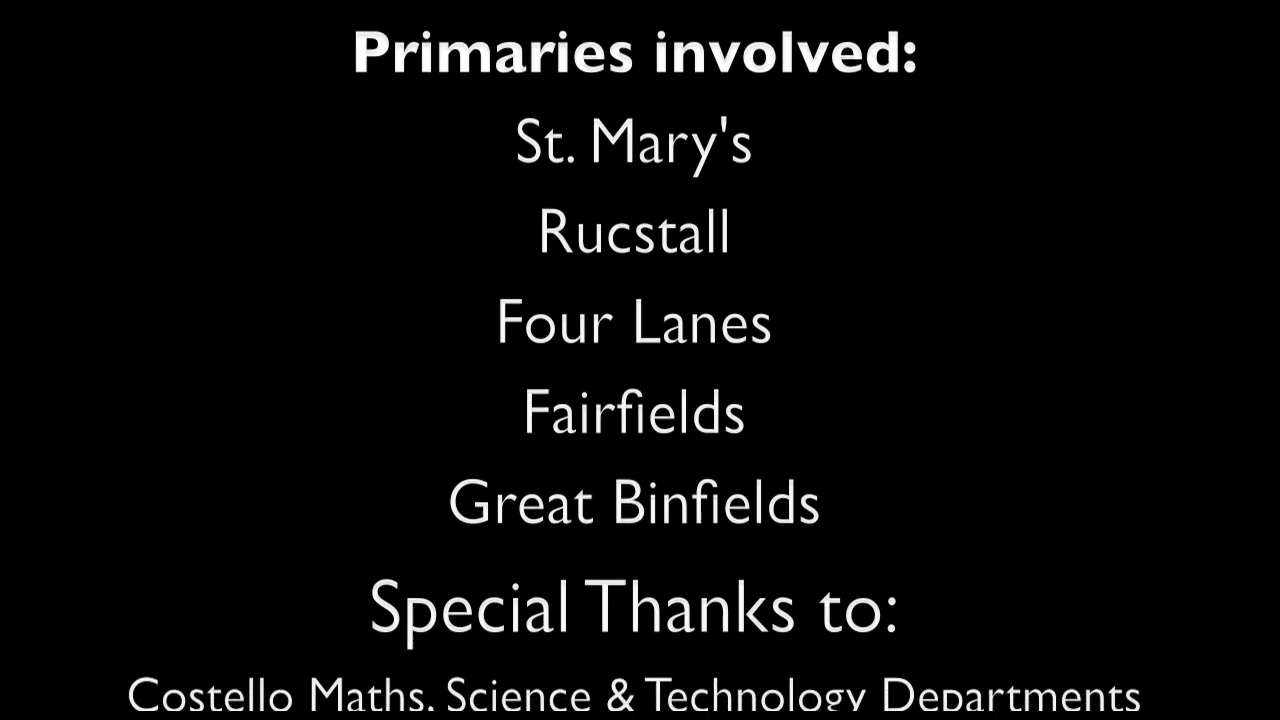 Primaries involved:
St. Mary's
Rucstall
Four Lanes
Fairfields
Great Binfields
Special Thanks to:
Costello Maths, Science & Technology Departments